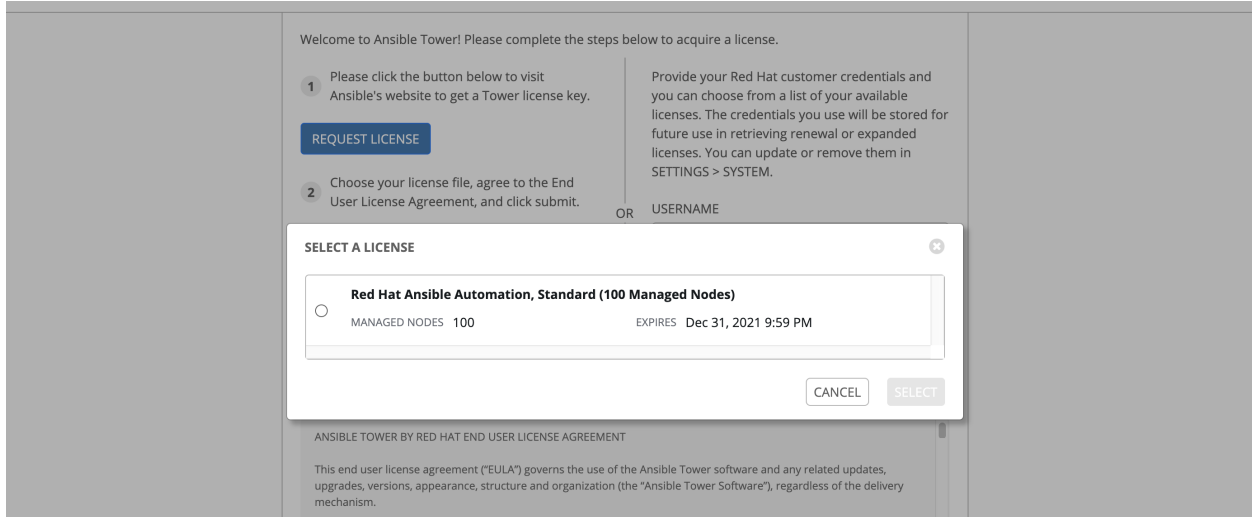 Welcome to Ansible Tower! Please complete the steps below to acquire a license.
1
Please click the button below to visit
Ansible's website to get a Tower license key.
REQUEST LICENSE
2
Choose your license file, agree to the End
User License Agreement, and click submit.
OR
Provide your Red Hat customer credentials and
you can choose from a list of your available
licenses. The credentials you use will be stored for
future use in retrieving renewal or expanded
licenses. You can update or remove them in
SETTINGS > SYSTEM.
USERNAME
SELECT A LICENSE
Red Hat Ansible Automation, Standard (100 Managed Nodes)
MANAGED NODES 100 EXPIRES Dec 31, 2021 9:59 PM
CANCEL SELECT
ANSIBLE TOWER BY RED HAT END USER LICENSE AGREEMENT
This end user license agreement (“EULA”) governs the use of the Ansible Tower software and any related updates,
upgrades, versions, appearance, structure and organization (the “Ansible Tower Software”), regardless of the delivery
mechanism.